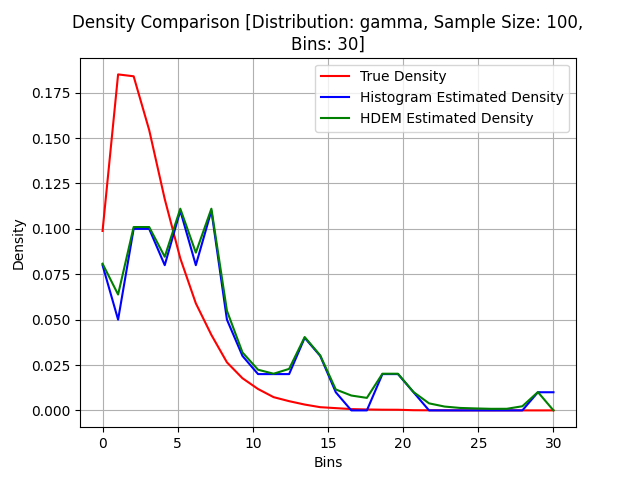 Density Comparison [Distribution: gamma, Sample Size: 100,
Bins: 30]
True Density
Histogram Estimated Density
HDEM Estimated Density
Density
0.175
0.150
0.125
0.100
0.075
0.050
0.025
0.000
0 5 10 15 20 25 30
Bins